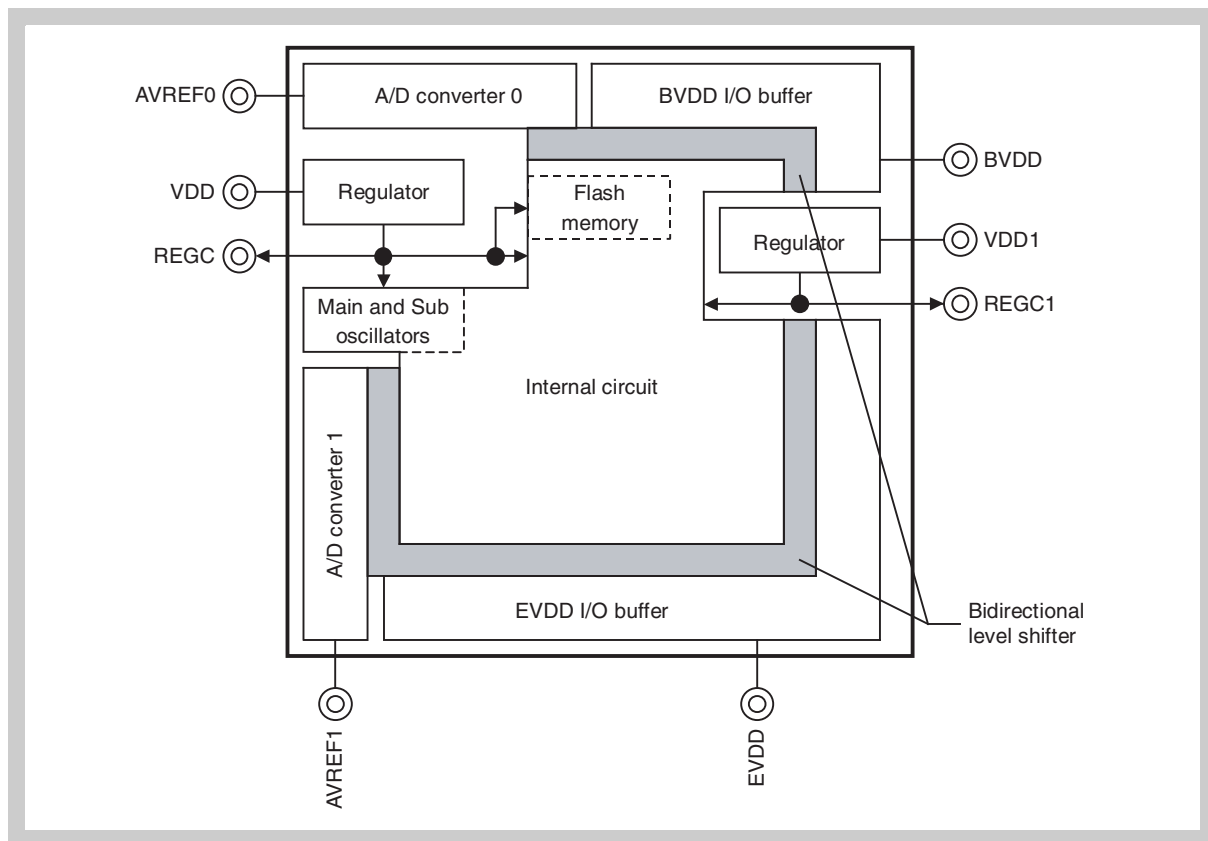 AVREF0
A/D converter 0
BVDD I/O buffer
BVDD
VDD
Regulator
Flash
memory
Regulator
VDD1
REGC
REGC1
Main and Sub
oscillators
Internal circuit
A/D converter 1
EVDD I/O buffer
Bidirectional
level shifter
AVREF1
EVDD